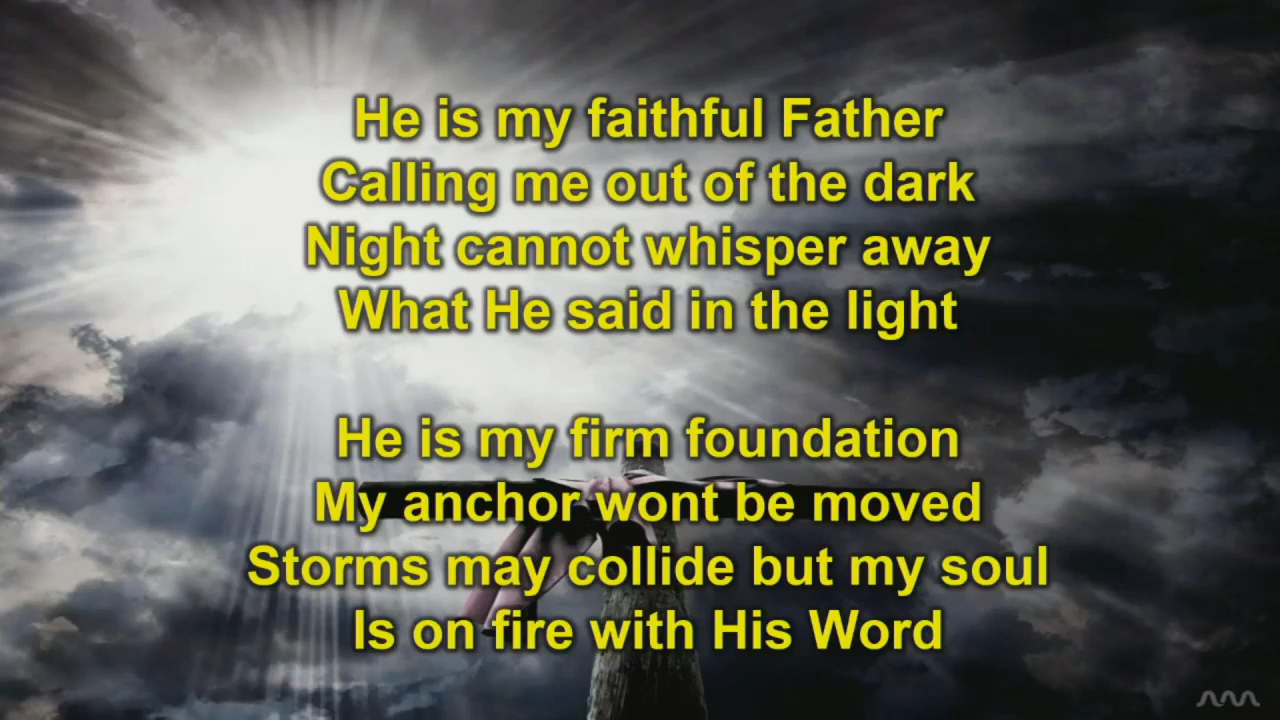 He is my faithful Father
Calling me out of the dark
Night cannot whisper away
What He said in the light
He is my firm foundation
My anchor wont be moved
Storms may collide but my soul
Is on fire with His Word